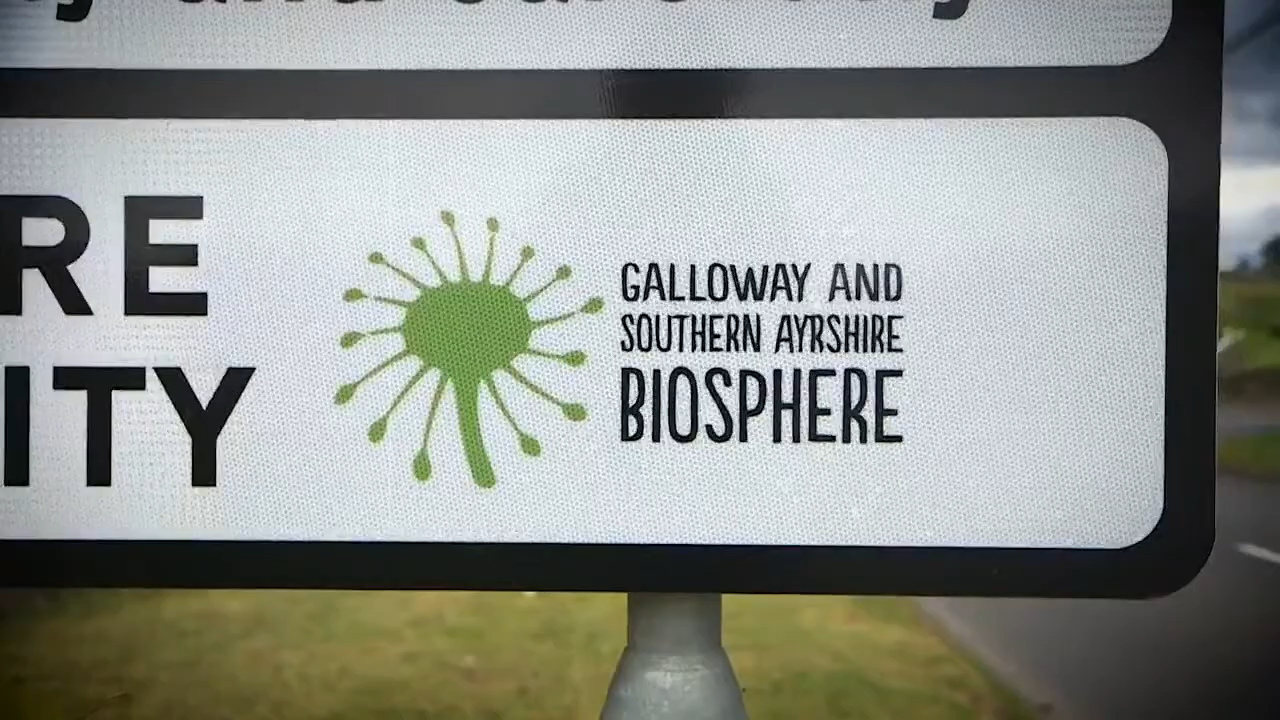 RE
ITY
GALLOWAY AND
SOUTHERN AYRSHIRE
BIOSPHERE